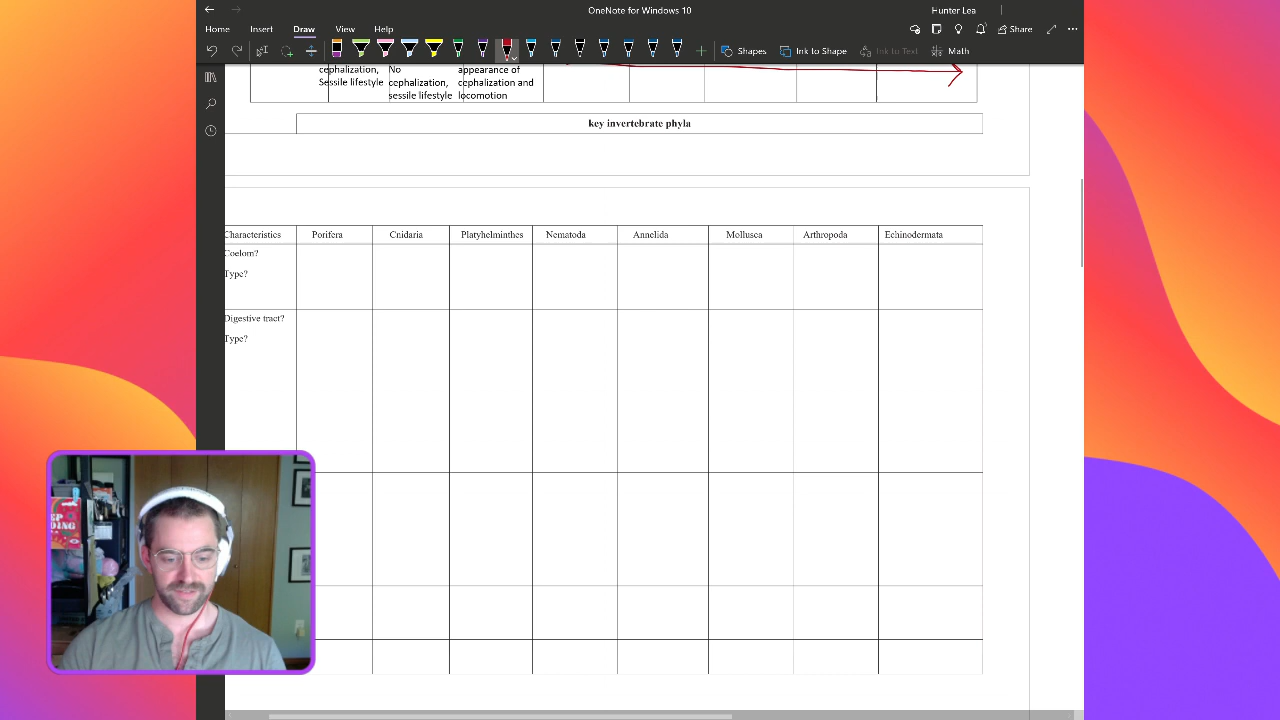 OneNote for Windows 10
Hunter Lea
Home Insert Draw View Help
Share
Shapes Ink to Shape Ink to Text Math
cephalization,
Sessile lifestyle
No
cephalization,
sessile lifestyle
appearance of
cephalization and
locomotion
key invertebrate phyla
Characteristics Porifera Cnidaria Platyhelminthes Nematoda Annelida Mollusca Arthropoda Echinodermata
Coelom?
Type?
Digestive tract?
Type?